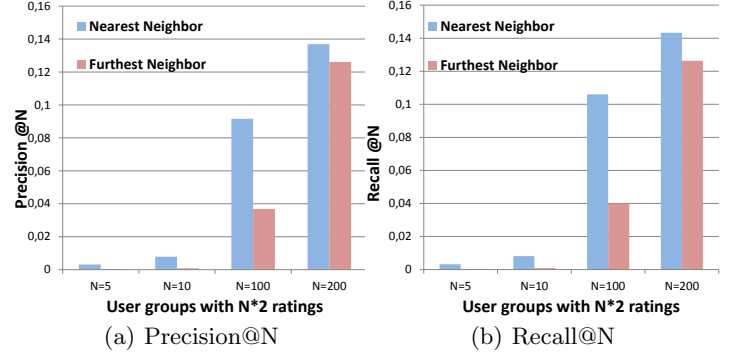 0,16
0,14
0,12
0,1
0,08
0,06
0,04
0,02
0
Precision @N
Nearest Neighbor
Furthest Neighbor
N=5 N=10 N=100 N=200
User groups with N*2 ratings
(a) Precision@N
0,16
0,14
0,12
0,1
0,08
0,06
0,04
0,02
0
Recall @N
Nearest Neighbor
Furthest Neighbor
N=5 N=10 N=100 N=200
User groups with N*2 ratings
(b) Recall@N